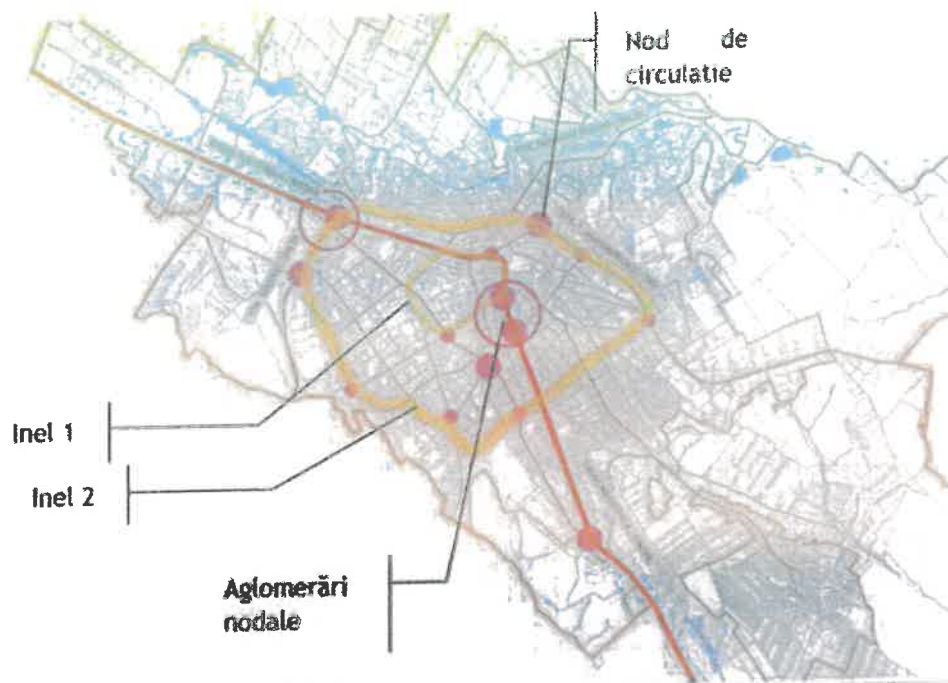 Nod de
circulatie
Inel 1
Inel 2
Aglomerări
nodale